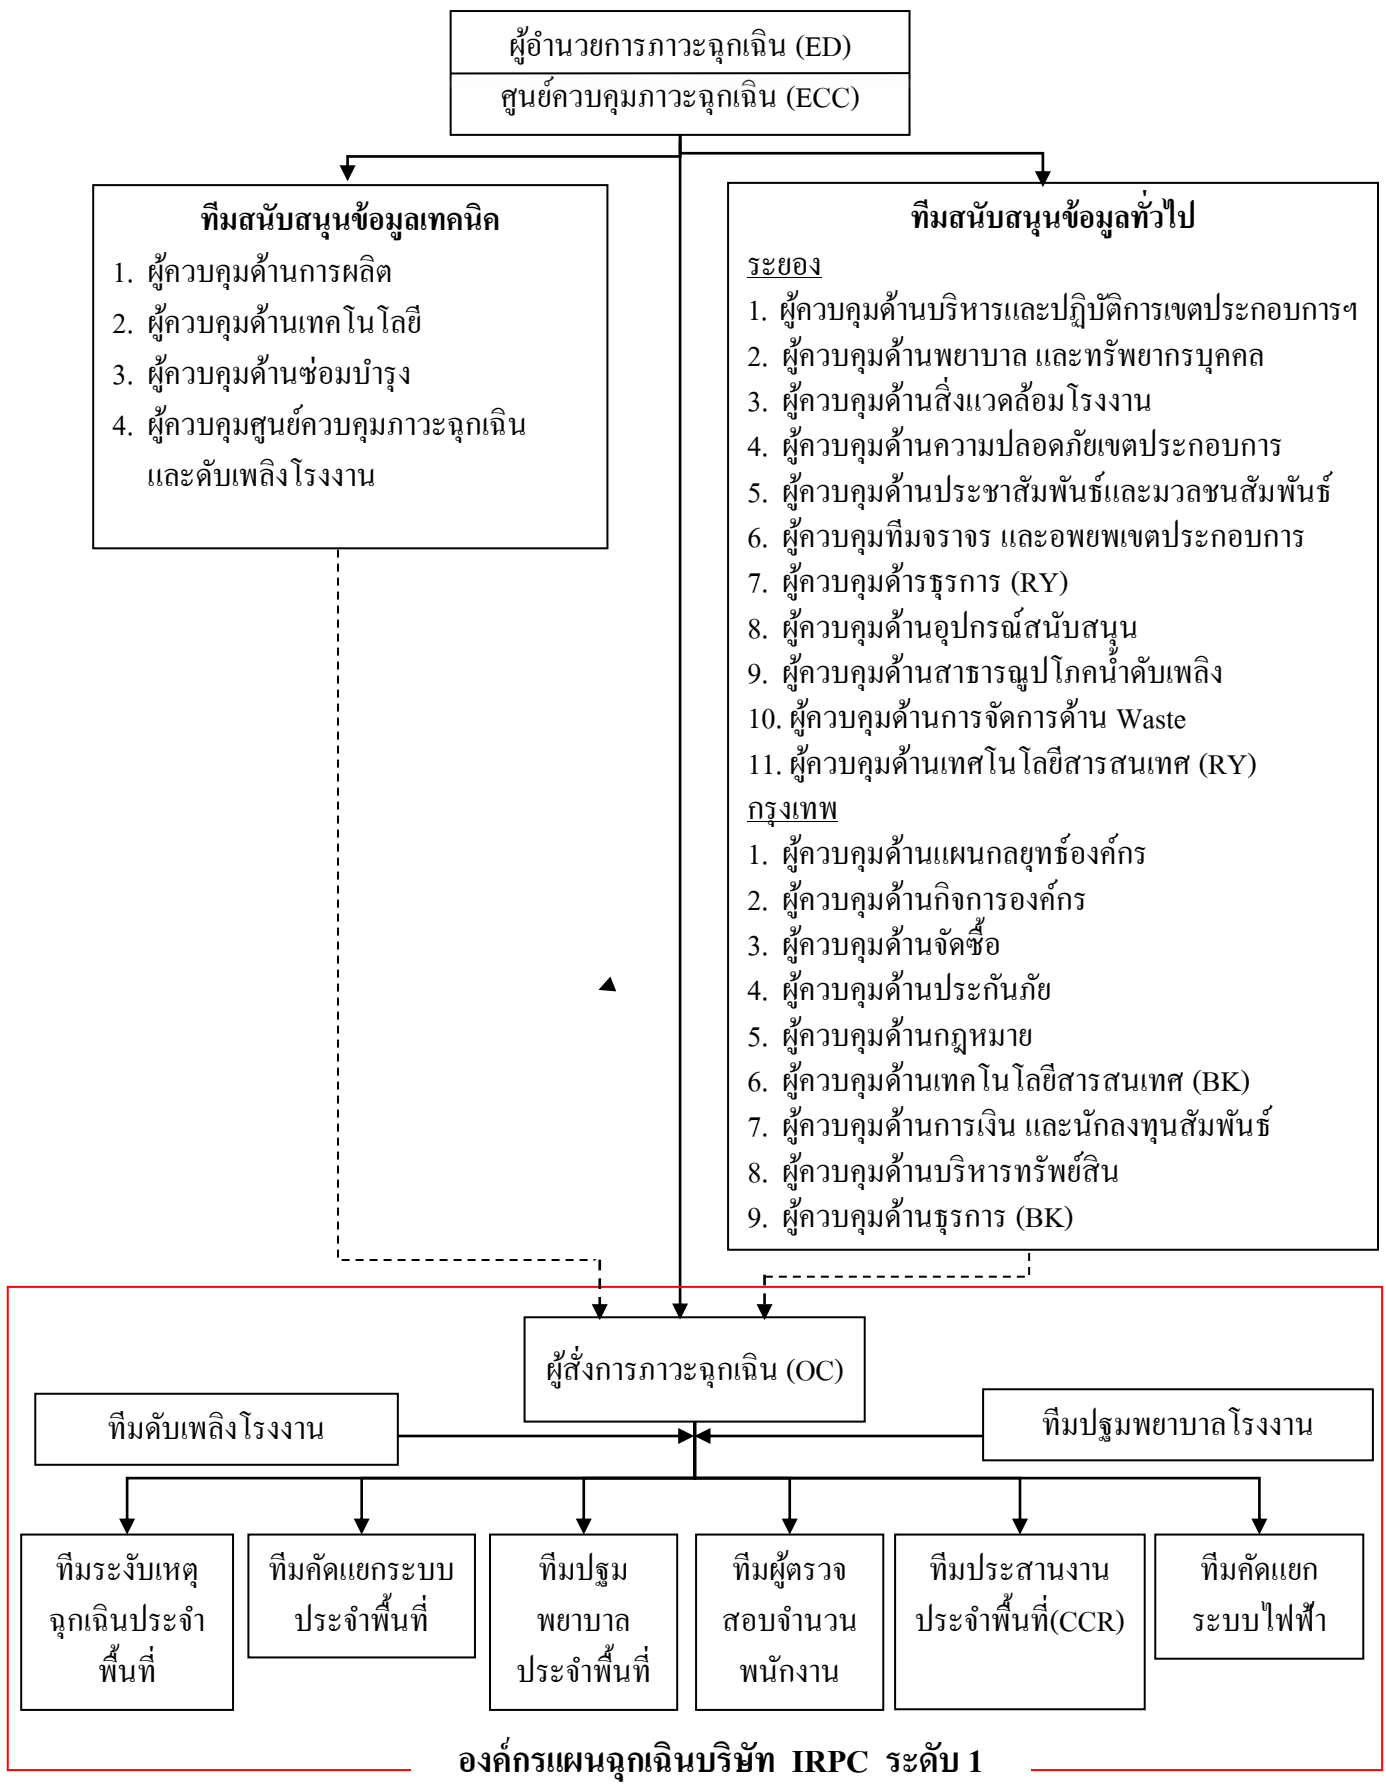 ผู้อำนวยการภาวะฉุกเฉิน (ED)
ศูนย์ควบคุมภาวะฉุกเฉิน (ECC)
ทีมสนับสนุนข้อมูลเทคนิค
1. ผู้ควบคุมด้านการผลิต
2. ผู้ควบคุมด้านเทคโนโลยี
3. ผู้ควบคุมด้านซ่อมบำรุง
4. ผู้ควบคุมศูนย์ควบคุมภาวะฉุกเฉิน
และดับเพลิงโรงงาน
ทีมสนับสนุนข้อมูลทั่วไป
ระยอง
1. ผู้ควบคุมด้านบริหารและปฏิบัติการเขตประกอบการฯ
2. ผู้ควบคุมด้านพยาบาล และทรัพยากรบุคคล
3. ผู้ควบคุมด้านสิ่งแวดล้อมโรงงาน
4. ผู้ควบคุมด้านความปลอดภัยเขตประกอบการ
5. ผู้ควบคุมด้านประชาสัมพันธ์และมวลชนสัมพันธ์
6. ผู้ควบคุมทีมจราจร และอพยพเขตประกอบการ
7. ผู้ควบคุมด้ารธุรการ (RY)
8. ผู้ควบคุมด้านอุปกรณ์สนับสนุน
9. ผู้ควบคุมด้านสาธารณูปโภคน้ำดับเพลิง
10. ผู้ควบคุมด้านการจัดการด้าน Waste
11. ผู้ควบคุมด้านเทศโนโลยีสารสนเทศ (RY)
กรุงเทพ
1. ผู้ควบคุมด้านแผนกลยุทธ์องค์กร
2. ผู้ควบคุมด้านกิจการองค์กร
3. ผู้ควบคุมด้านจัดซื้อ
4. ผู้ควบคุมด้านประกันภัย
5. ผู้ควบคุมด้านกฎหมาย
6. ผู้ควบคุมด้านเทคโนโลยีสารสนเทศ (BK)
7. ผู้ควบคุมด้านการเงิน และนักลงทุนสัมพันธ์
8. ผู้ควบคุมด้านบริหารทรัพย์สิน
9. ผู้ควบคุมด้านธุรการ (BK)
ผู้สั่งการภาวะฉุกเฉิน (OC)
ทีมดับเพลิงโรงงาน
ทีมปฐมพยาบาลโรงงาน
ทีมระงับเหตุ
ฉุกเฉินประจำ
พื้นที่
ทีมคัดแยกระบบ
ประจำพื้นที่
ทีมปฐม
พยาบาล
ประจำพื้นที่
ทีมผู้ตรวจ
สอบจำนวน
พนักงาน
ทีมประสานงาน
ประจำพื้นที่(CCR)
ทีมคัดแยก
ระบบไฟฟ้า
องค์กรแผนฉุกเฉินบริษัท IRPC ระดับ 1